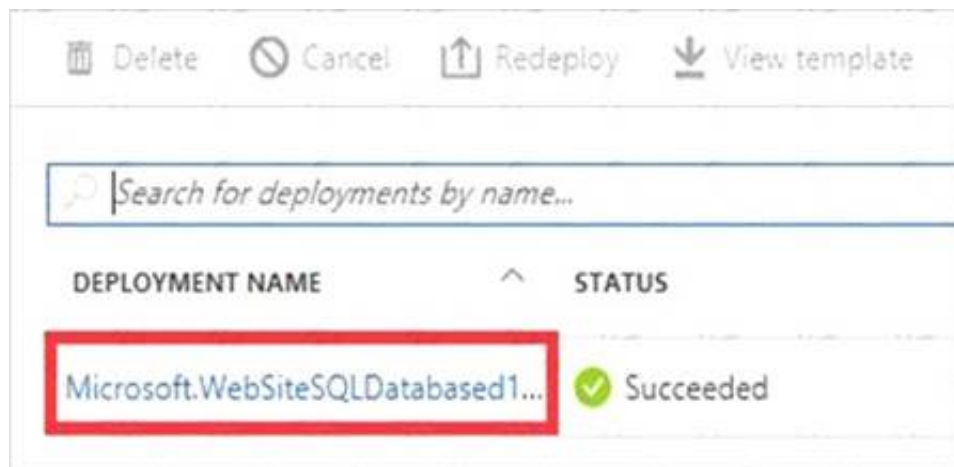 Delete Cancel Redeploy View template
Search for deployments by name...
DEPLOYMENT NAME STATUS
Microsoft.WebSiteSQLDatabased1... Succeeded